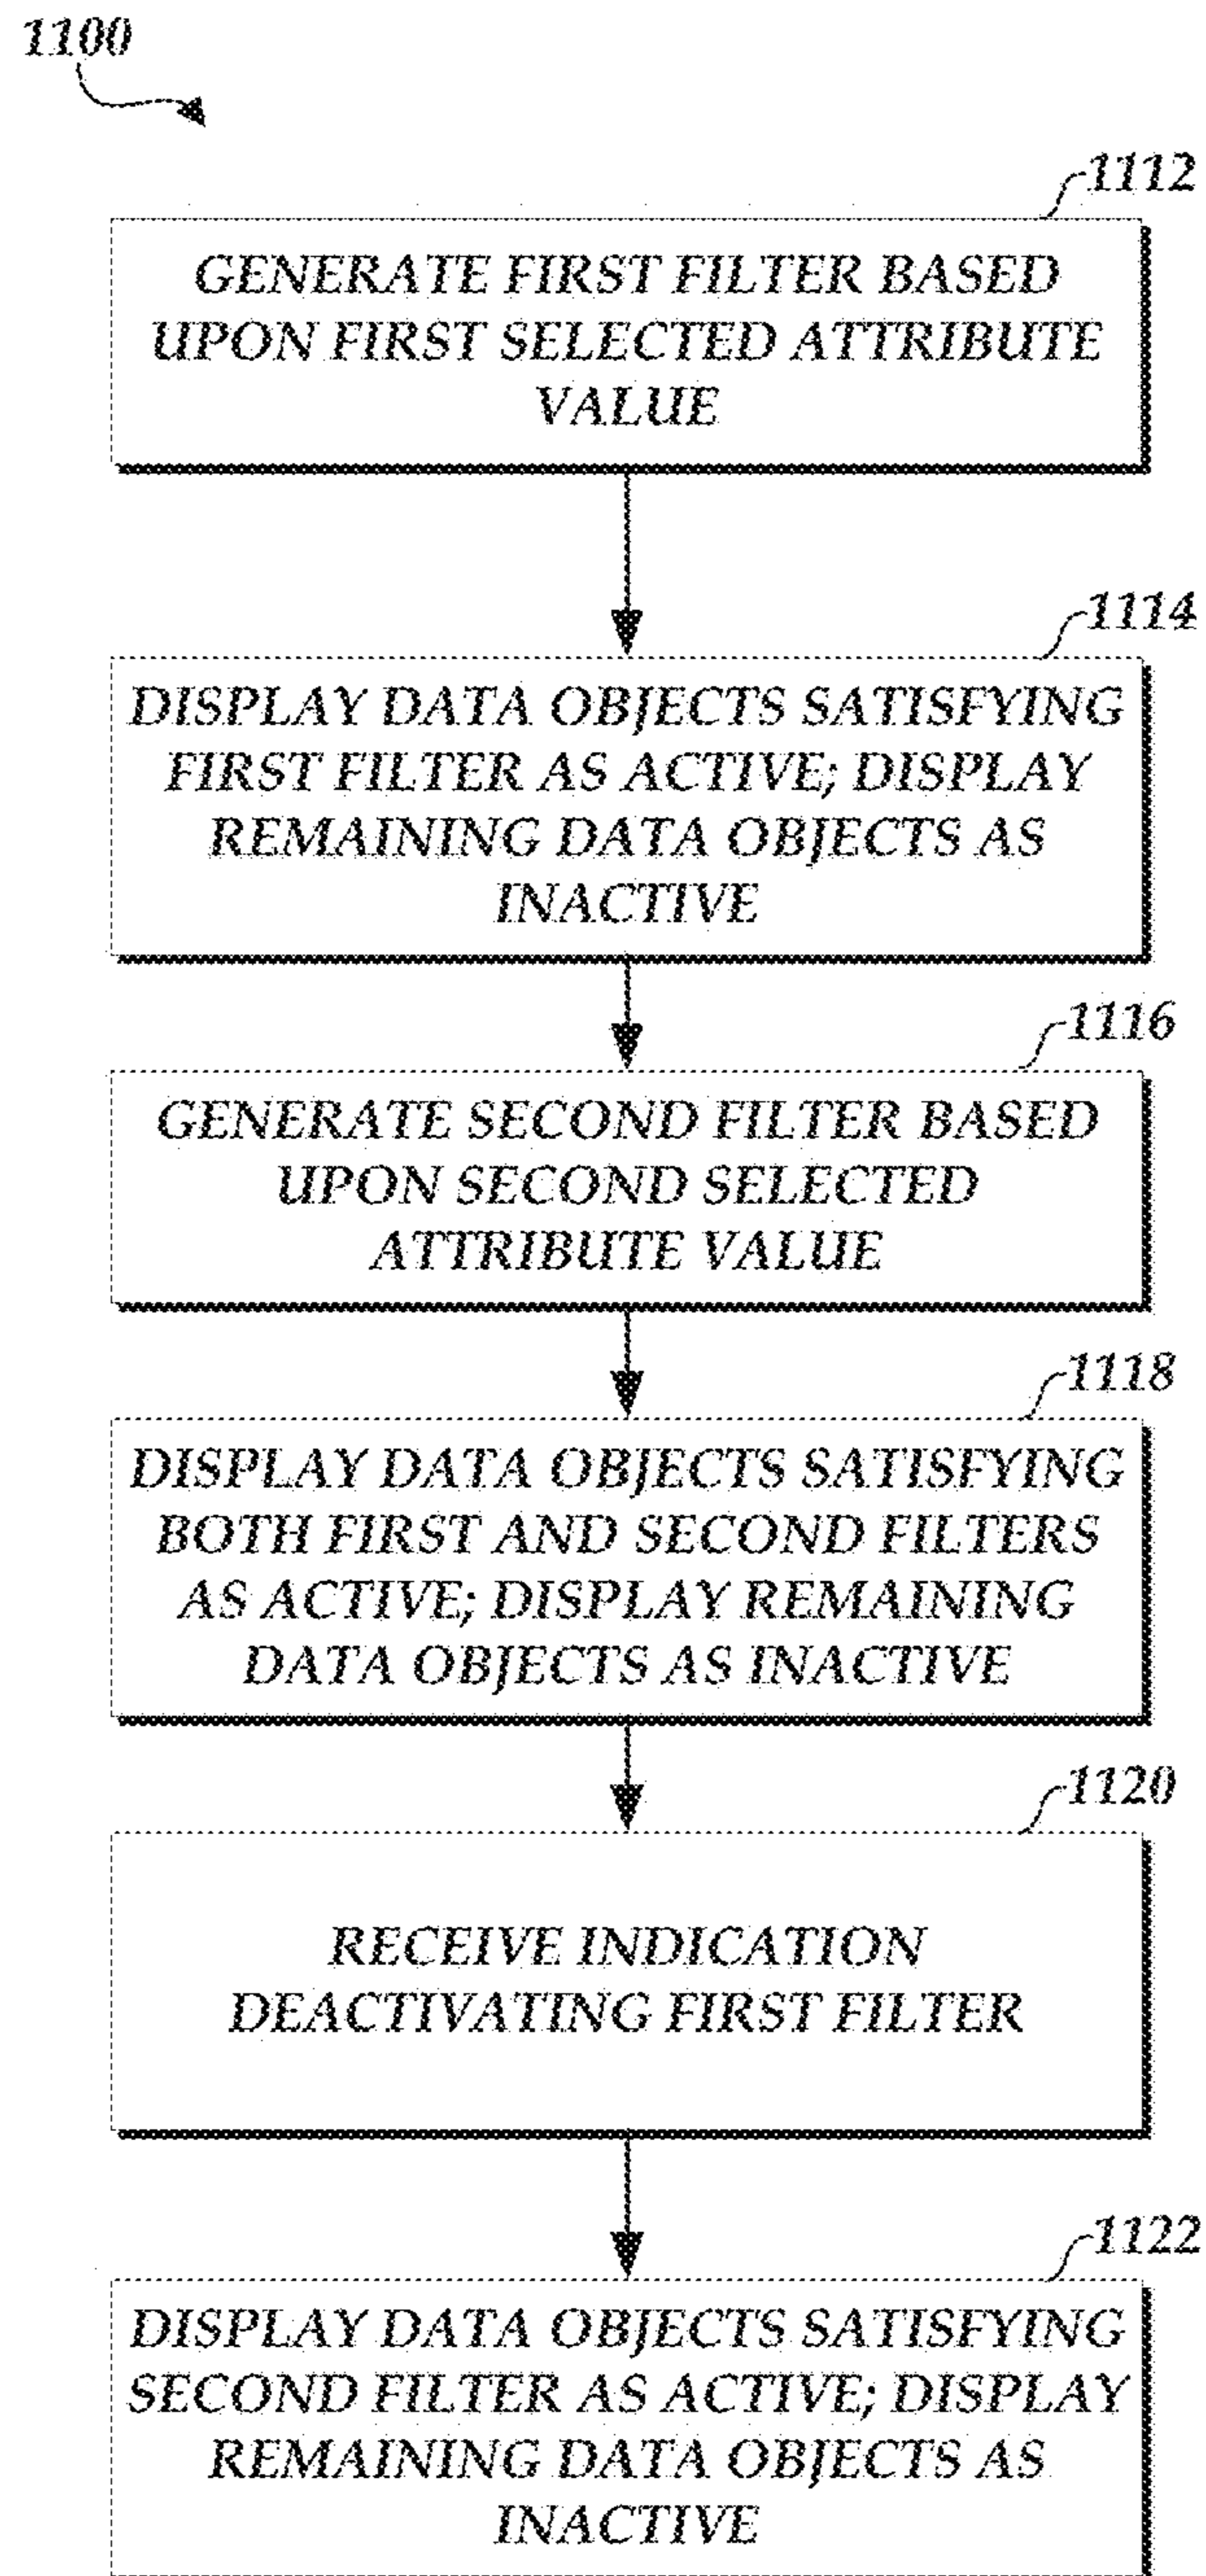 1100
1112
GENERATE FIRST FILTER BASED
UPON FIRST SELECTED ATTRIBUTE
VALUE
1114
DISPLAY DATA OBJECTS SATISFYING
FIRST FILTER AS ACTIVE; DISPLAY
REMAINING DATA OBJECTS AS
INACTIVE
1116
GENERATE SECOND FILTER BASED
UPON SECOND SELECTED
ATTRIBUTE VALUE
1118
DISPLAY DATA OBJECTS SATISFYING
BOTH FIRST AND SECOND FILTERS
AS ACTIVE; DISPLAY REMAINING
DATA OBJECTS AS INACTIVE
1120
RECEIVE INDICATION
DEACTIVATING FIRST FILTER
1122
DISPLAY DATA OBJECTS SATISFYING
SECOND FILTER AS ACTIVE; DISPLAY
REMAINING DATA OBJECTS AS
INACTIVE